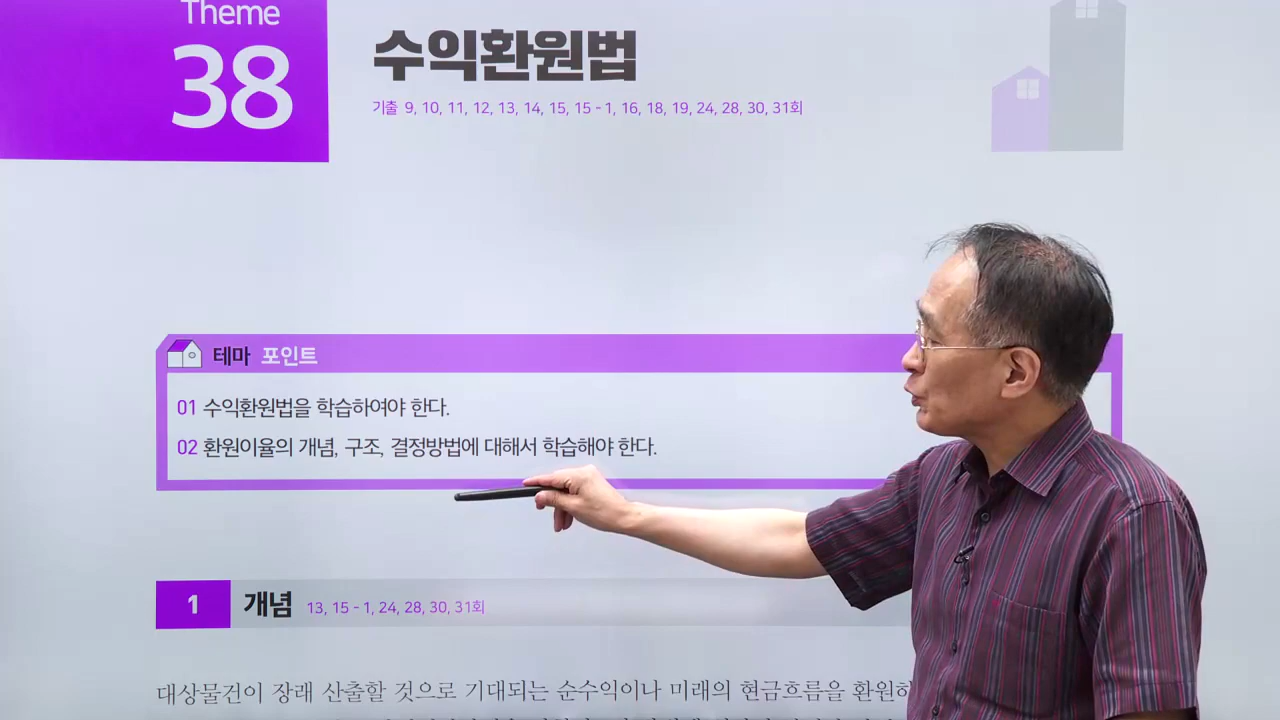 Theme
38
수익환원법
기출 9, 10, 11, 12, 13, 14, 15, 15 - 1, 16, 18, 19, 24, 28, 30, 31회
테마 포인트
01 수익환원법을 학습하여야 한다.
02 환원이율의 개념, 구조, 결정방법에 대해서 학습해야 한다.
1 개념 13, 15 - 1, 24, 28, 30, 31회
대상물건이 장래 산출할 것으로 기대되는 순수익이나 미래의 현금흐름을 환원하